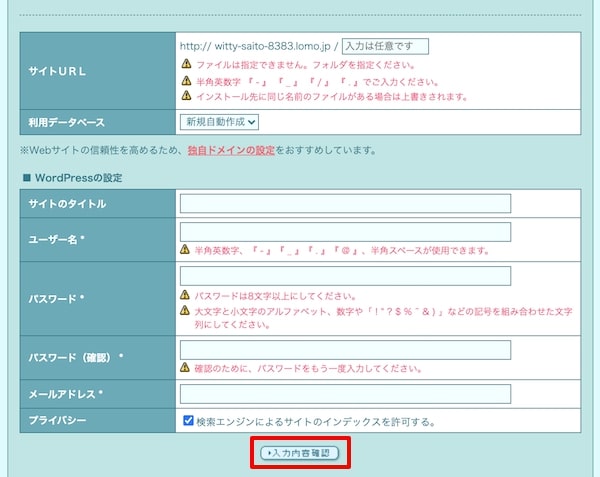 サイトＵＲＬ
http:// witty-saito-8383.lomo.jp / 入力は任意です
ファイルは指定できません。フォルダを指定ください。
半角英数字 『 - 』 『 _ 』 『 / 』 『 . 』でご入力ください。
インストール先に同じ名前のファイルがある場合は上書きされます。
利用データベース 新規自動作成
※Webサイトの信頼性を高めるため、独自ドメインの設定をおすすめしています。
■ WordPressの設定
サイトのタイトル
ユーザー名 *
半角英数字、『 - 』『 _ 』『 . 』『 @ 』、半角スペースが使用できます。
パスワード *
パスワードは8文字以上にしてください。
大文字と小文字のアルファベット、数字や「 ! " ? $ % ^ & ) 」などの記号を組み合わせた文字
列にしてください。
パスワード（確認） *
確認のために、パスワードをもう一度入力してください。
メールアドレス *
プライバシー 検索エンジンによるサイトのインデックスを許可する。
入力内容確認